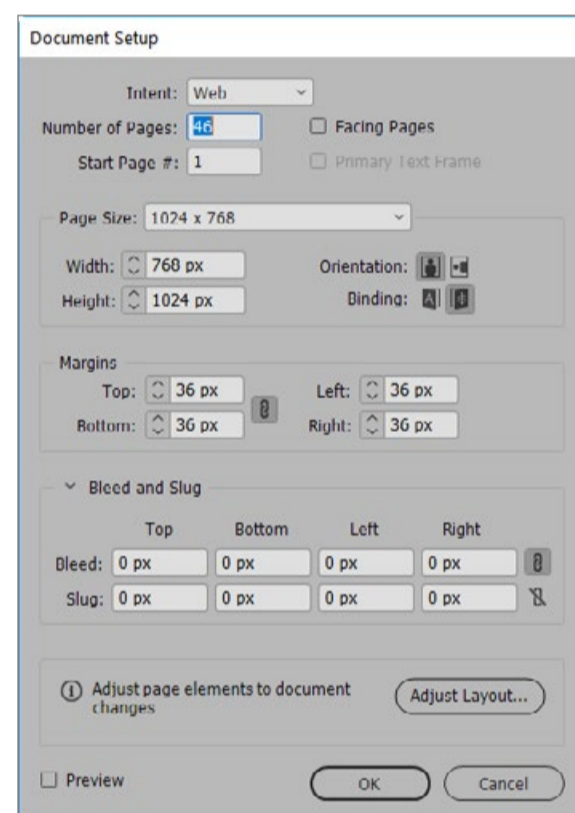 Document Setup
Intent: Web
Number of Pages: 46 Facing Pages
Start Page #: 1 Primary Text Frame
Page Size: 1024 x 768
Width: 768 px Orientation:
Height: 1024 px Binding:
Margins
Top: 36 px Left: 36 px
Bottom: 36 px Right: 36 px
Bleed and Slug
Top Bottom Left Right
Bleed: 0 px 0 px 0 px 0 px
Slug: 0 px 0 px 0 px 0 px
Adjust page elements to document
changes
Adjust Layout...
Preview OK Cancel